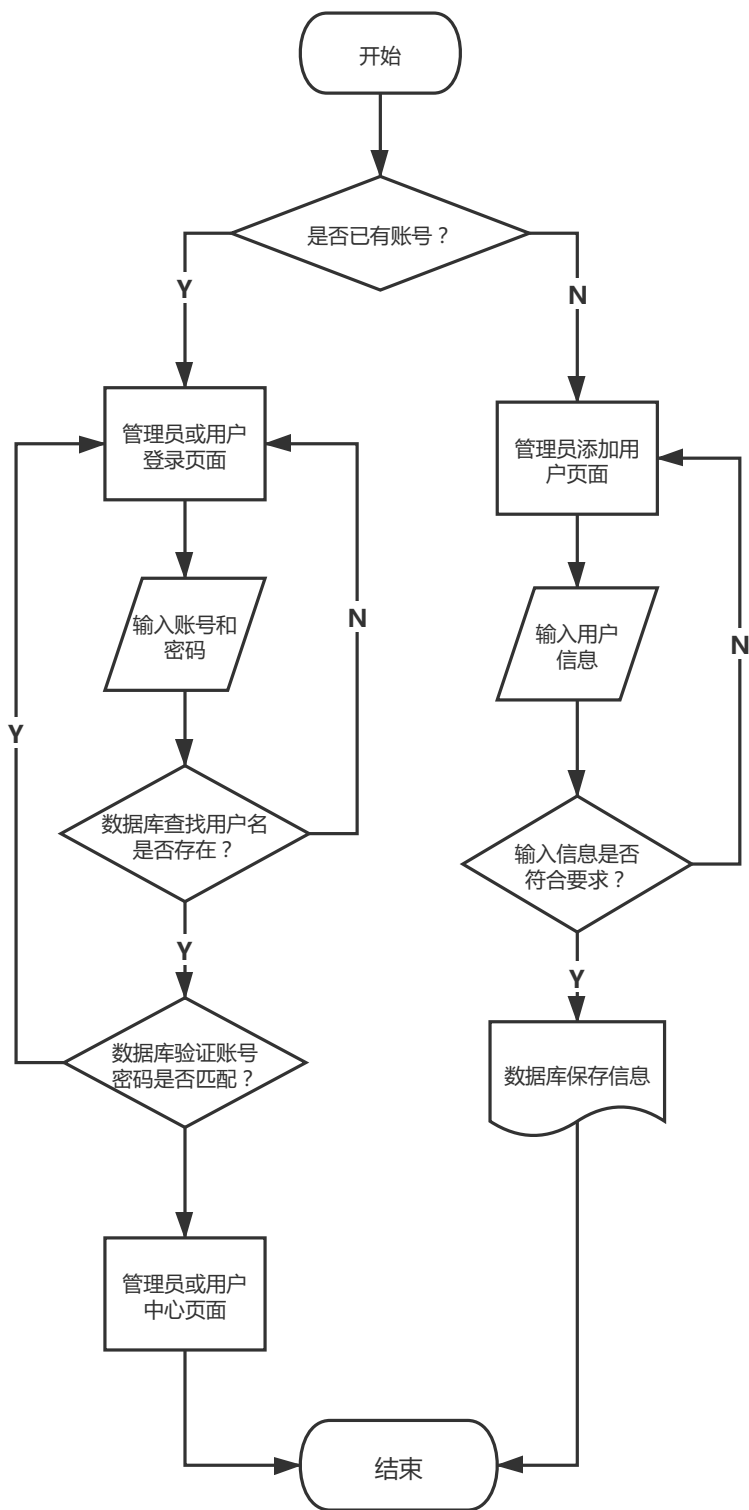 开始
是否已有账号？
Y
N
管理员或用户
登录页面
管理员添加用
户页面
输入账号和
密码
N
输入用户
信息
N
Y
数据库查找用户名
是否存在？
输入信息是否
符合要求？
Y
Y
数据库验证账号
密码是否匹配？
数据库保存信息
管理员或用户
中心页面
结束